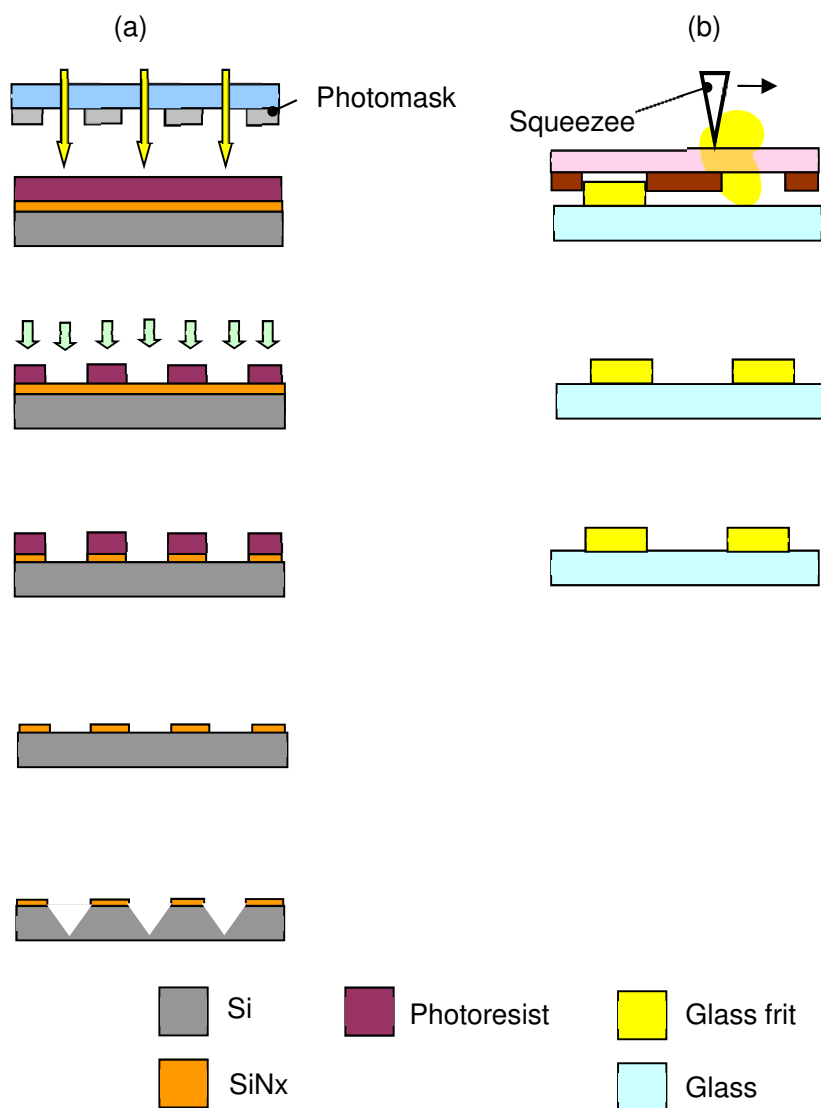 (a)
(b)
Photomask
Squeezee
Si
Photoresist
Glass frit
SiNx
Glass